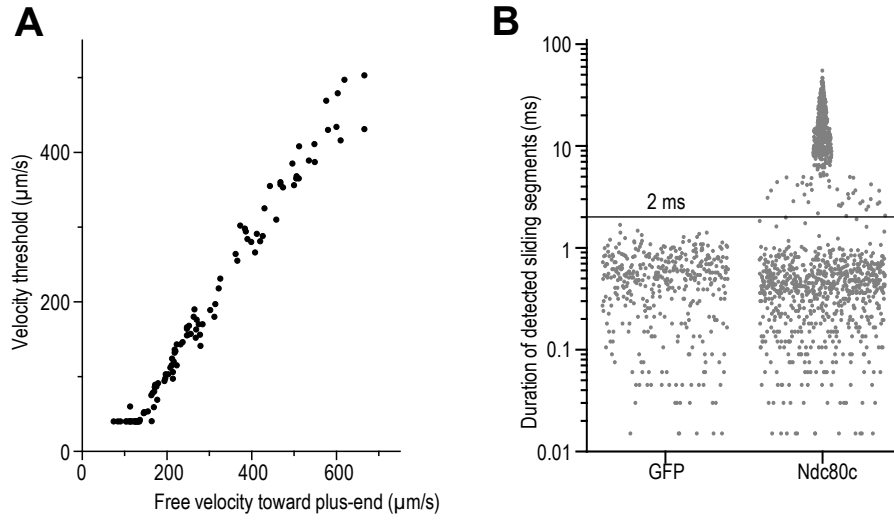 A
Velocity threshold (μm/s)
400
200
0
0
200
400
600
Free velocity toward plus-end (μm/s)
B
Duration of detected sliding segments (ms)
100
10
1
0.1
0.01
2 ms
GFP
Ndc80c